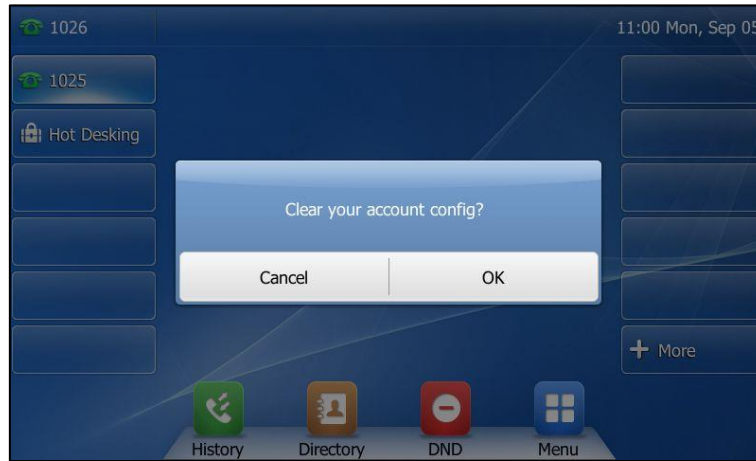 1026
11:00 Mon, Sep 05
1025
Hot Desking
Clear your account config?
Cancel
OK
More
History
Directory
DND
Menu